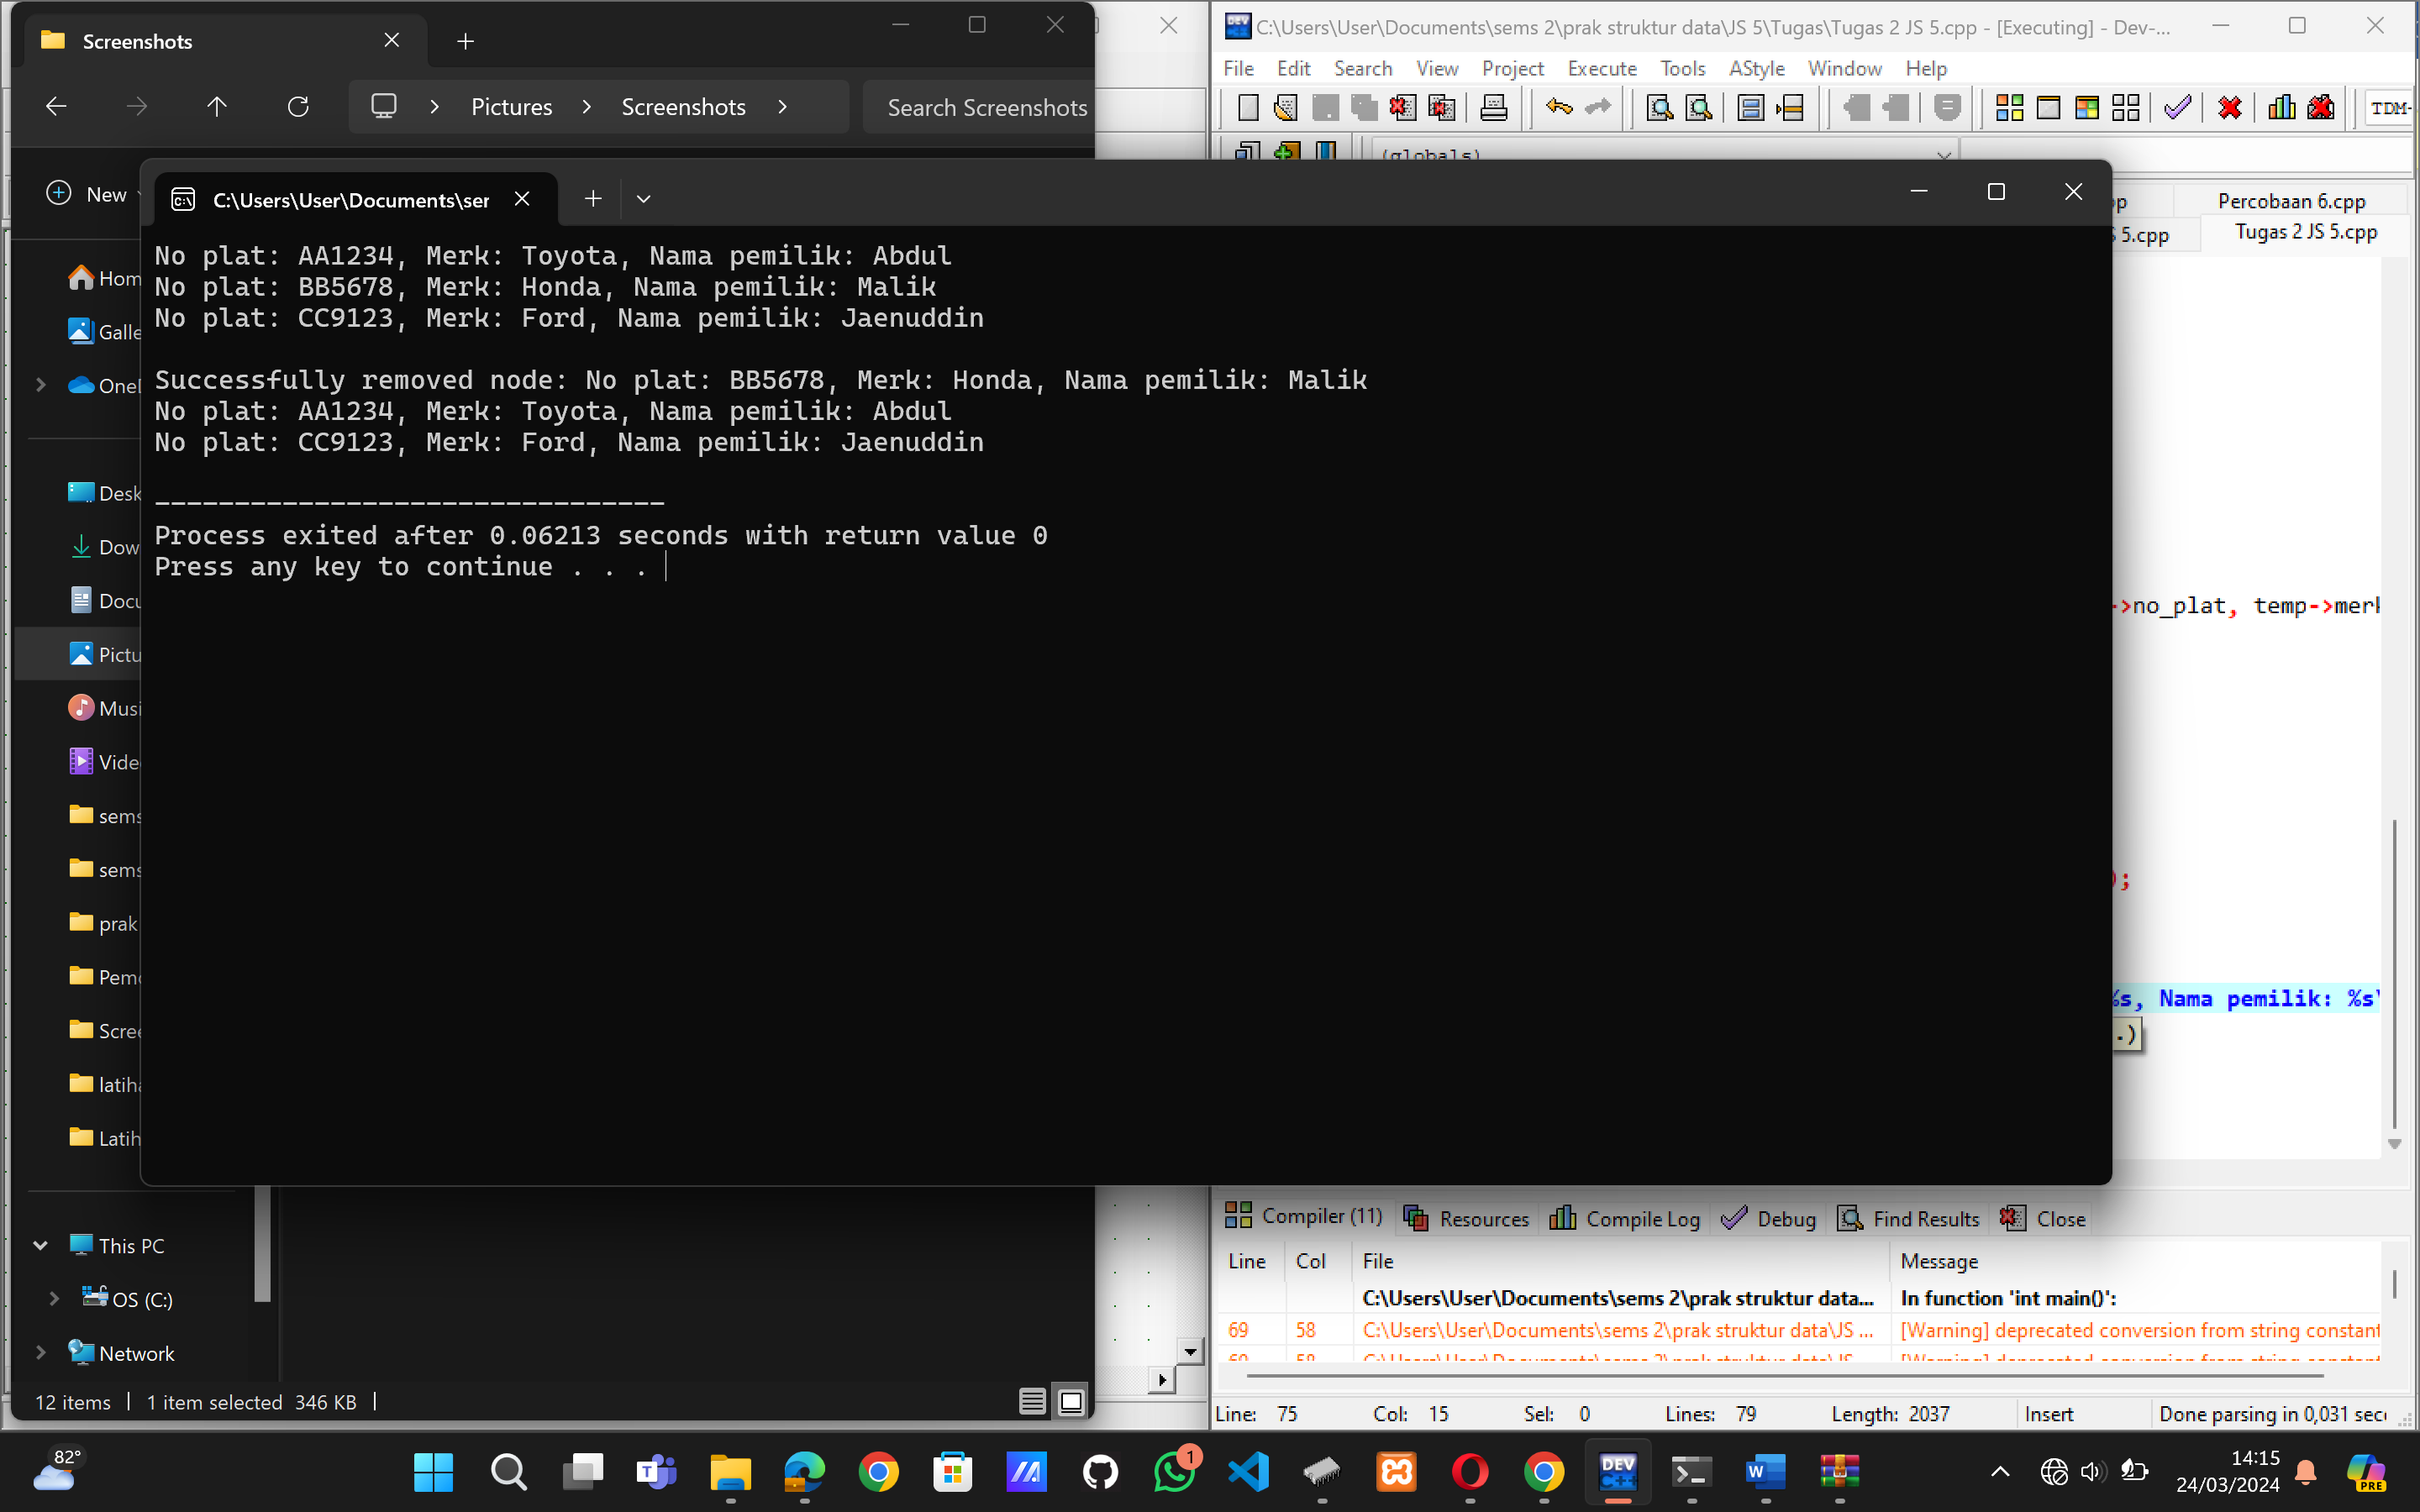 Screenshots
Pictures
Screenshots
Search Screenshots
New
C:\Users\User\Documents\sems 2\prak struktur data\JS 5\Tugas\Tugas 2 JS 5.cpp - [Executing] - Dev-...
File Edit Search View Project Execute Tools AStyle Window Help
TDM-
(globals)
Percobaan 6.cpp
5.cpp
Tugas 2 JS 5.cpp
C:\Users\User\Documents\ser
No plat: AA1234, Merk: Toyota, Nama pemilik: Abdul
No plat: BB5678, Merk: Honda, Nama pemilik: Malik
No plat: CC9123, Merk: Ford, Nama pemilik: Jaenuddin
Successfully removed node: No plat: BB5678, Merk: Honda, Nama pemilik: Malik
No plat: AA1234, Merk: Toyota, Nama pemilik: Abdul
No plat: CC9123, Merk: Ford, Nama pemilik: Jaenuddin
--------------------------------
Process exited after 0.06213 seconds with return value 0
Press any key to continue . . .
Hom
Galle
OneD
Desk
Dow
Docu
Pictu
Musi
Vide
sems
sems
prak
Pem
Scree
latiha
Latih
This PC
OS (C:)
Network
12 items 1 item selected 346 KB
->no_plat, temp->merk
);
%s, Nama pemilik: %s\
.)
Compiler (11) Resources Compile Log Debug Find Results Close
Line Col File Message
C:\Users\User\Documents\sems 2\prak struktur data... In function 'int main()':
69 58 C:\Users\User\Documents\sems 2\prak struktur data\JS ... [Warning] deprecated conversion from string constant
Line: 75 Col: 15 Sel: 0 Lines: 79 Length: 2037 Insert Done parsing in 0,031 sec
82°
1
DEV C++
14:15
24/03/2024
PRE